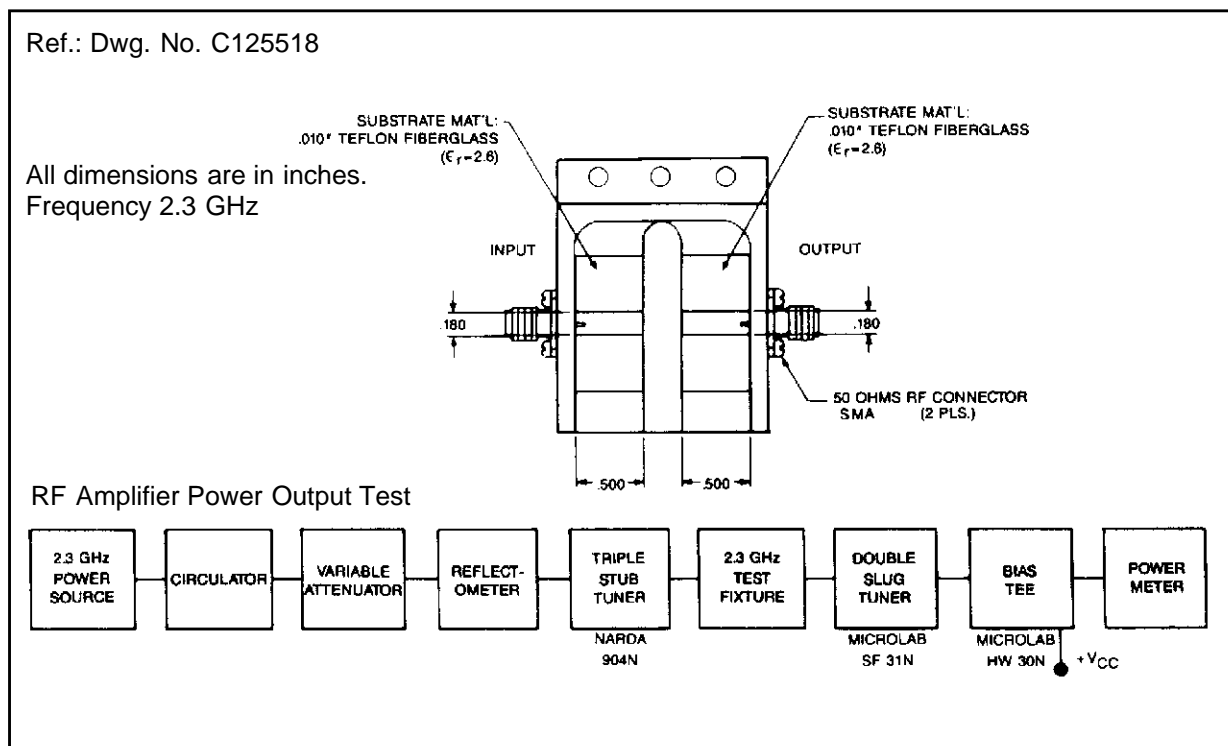 Ref.: Dwg. No. C125518
SUBSTRATE MAT'L:
.010" TEFLON FIBERGLASS
(Єr=2.6)
SUBSTRATE MAT'L:
.010" TEFLON FIBERGLASS
(Єr=2.6)
All dimensions are in inches.
Frequency 2.3 GHz
INPUT
OUTPUT
.180
.180
50 OHMS RF CONNECTOR
SMA (2 PLS.)
.500
.500
RF Amplifier Power Output Test
2.3 GHz
POWER
SOURCE
CIRCULATOR
VARIABLE
ATTENUATOR
REFLECT-
OMETER
TRIPLE
STUB
TUNER
2.3 GHz
TEST
FIXTURE
DOUBLE
SLUG
TUNER
BIAS
TEE
POWER
METER
NARDA
904N
MICROLAB
SF 31N
MICROLAB
HW 30N
+VCC